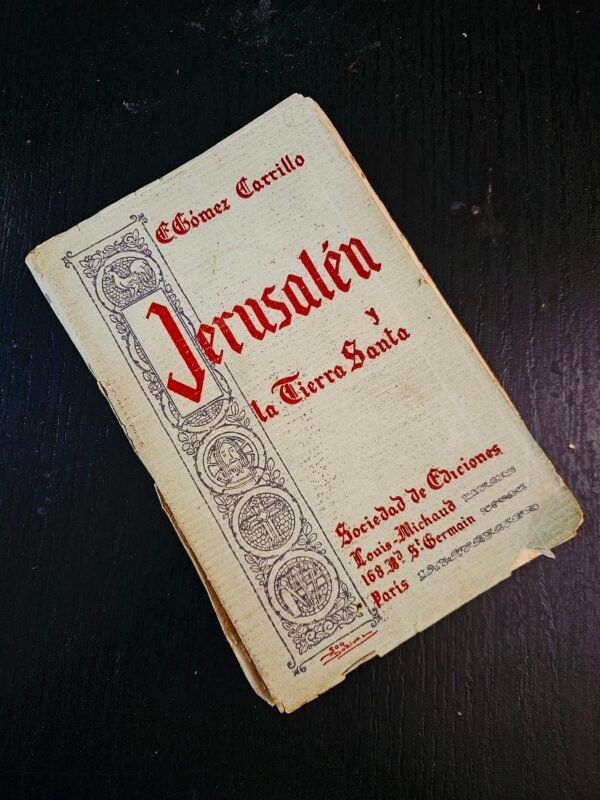 E Gómez Carrillo
Jerusalén
y
la Tierra Santa
Sociedad de Ediciones
Louis-Michaud
168 Bd. St. Germain
Paris